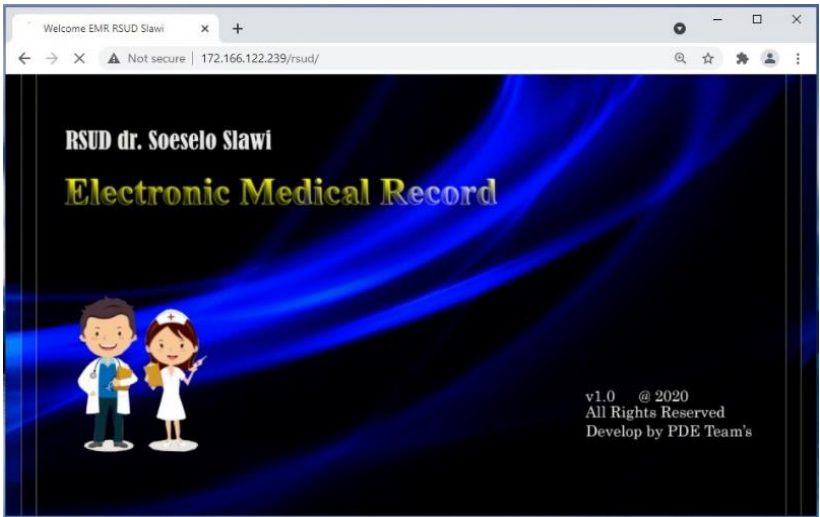 Welcome EMR RSUD Slawi
Not secure | 172.166.122.239/rsud/
RSUD dr. Soeselo Slawi
Electronic Medical Record
v1.0 @ 2020
All Rights Reserved
Develop by PDE Team's